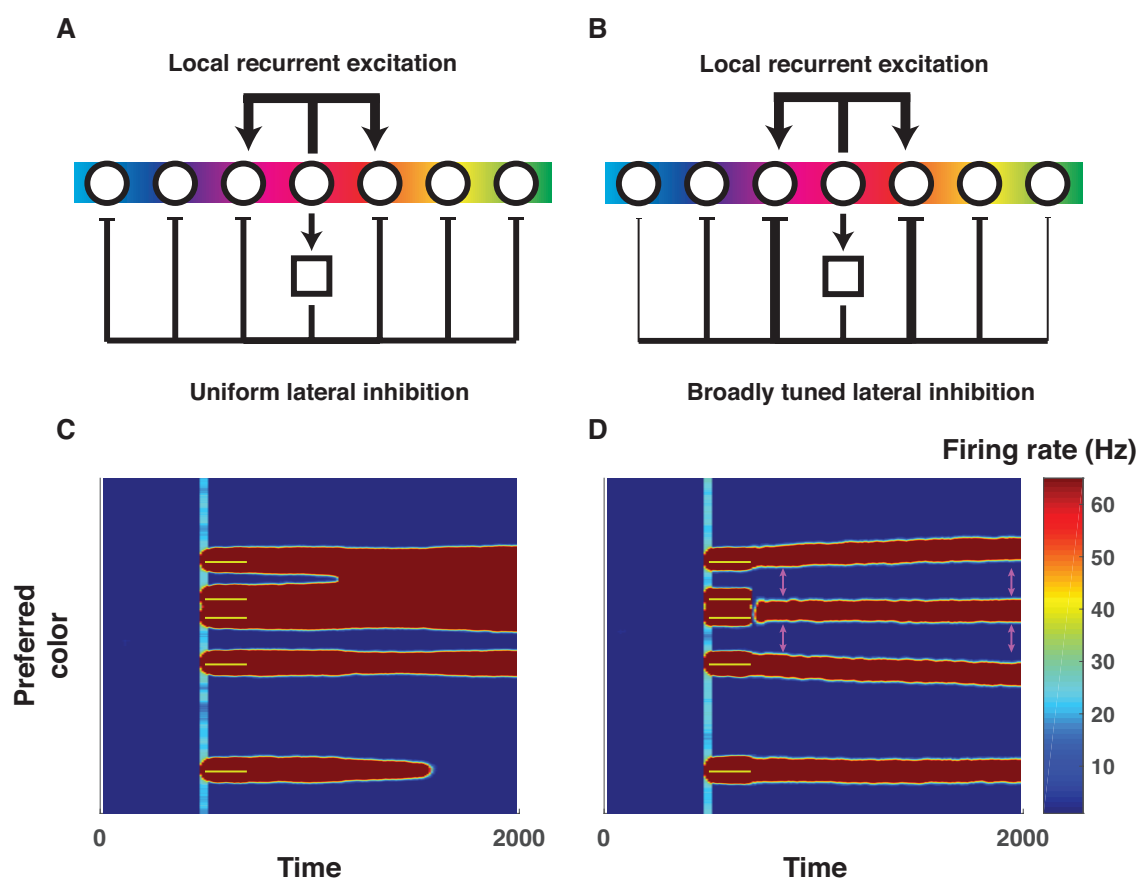 A
Local recurrent excitation
Uniform lateral inhibition
B
Local recurrent excitation
Broadly tuned lateral inhibition
C
Preferred
color
0
2000
Time
D
Firing rate (Hz)
60
50
40
30
20
10
0
2000
Time